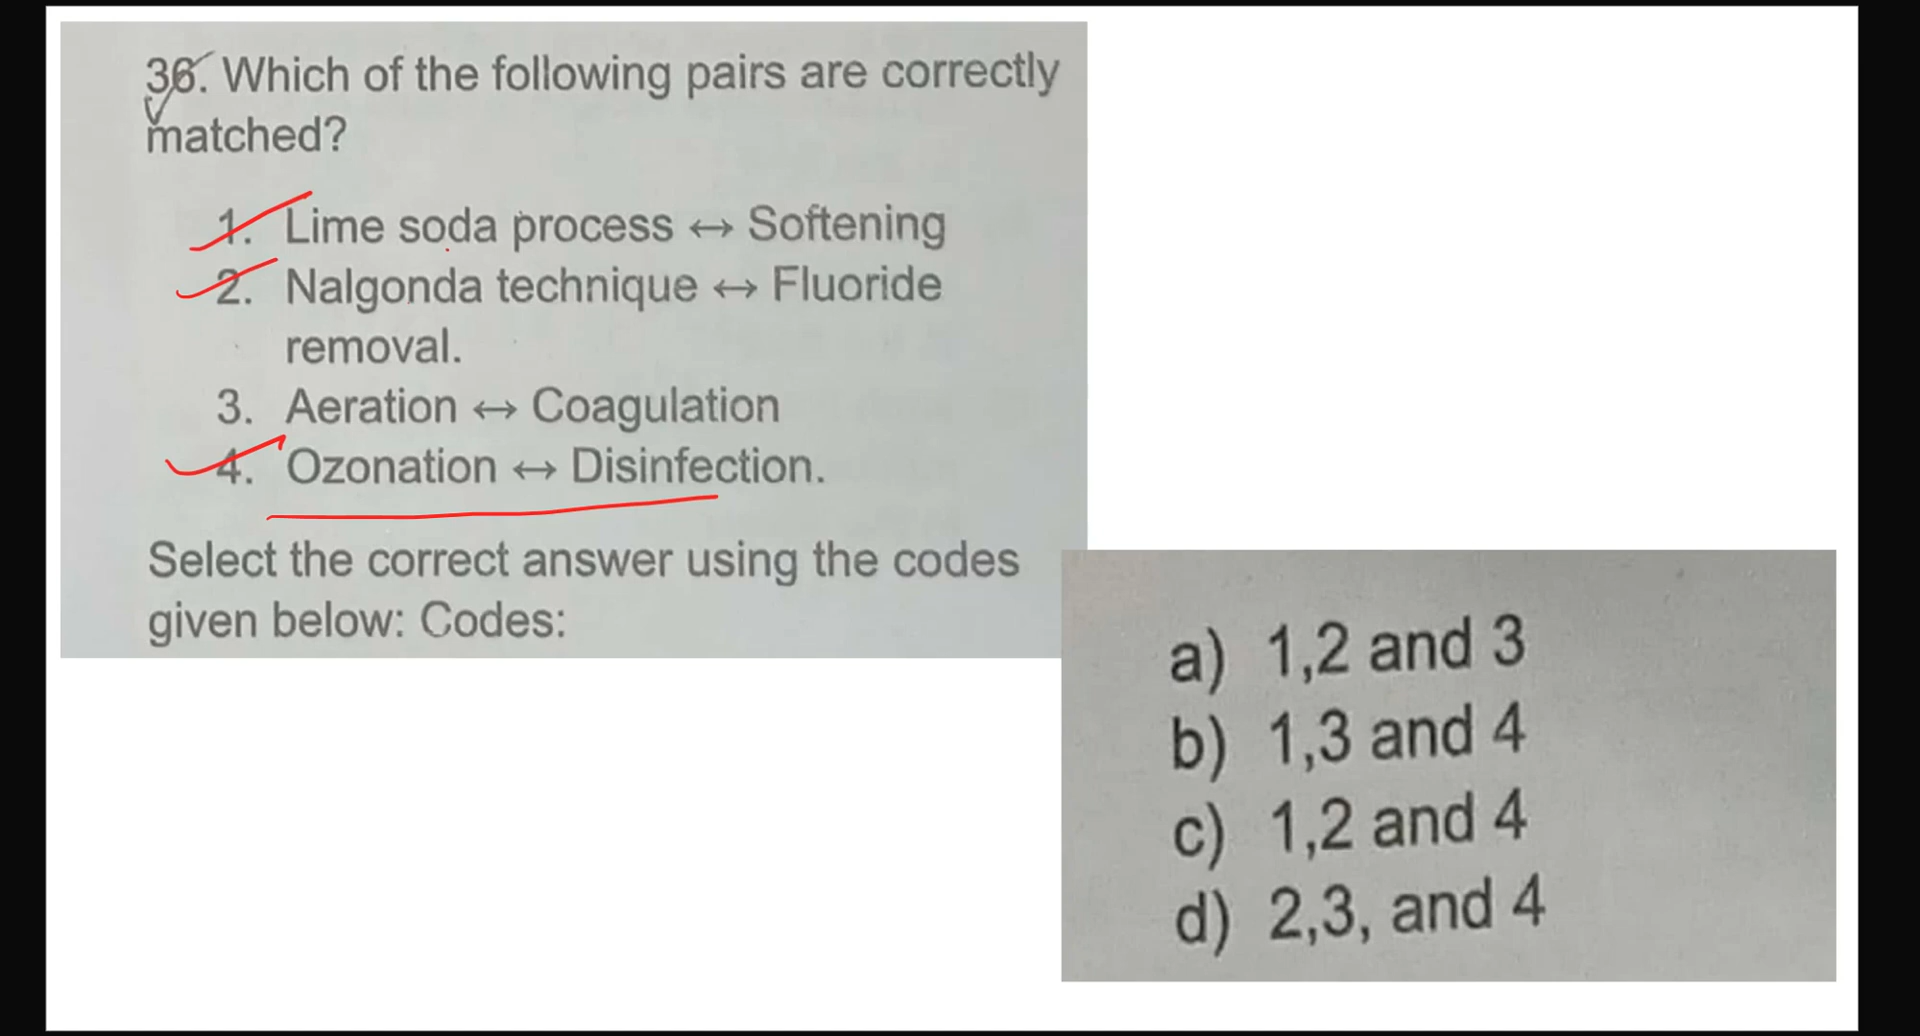 36. Which of the following pairs are correctly
matched?
1. Lime soda process ↔ Softening
2. Nalgonda technique ↔ Fluoride
removal.
3. Aeration ↔ Coagulation
4. Ozonation ↔ Disinfection.
Select the correct answer using the codes
given below: Codes:
a) 1,2 and 3
b) 1,3 and 4
c) 1,2 and 4
d) 2,3, and 4